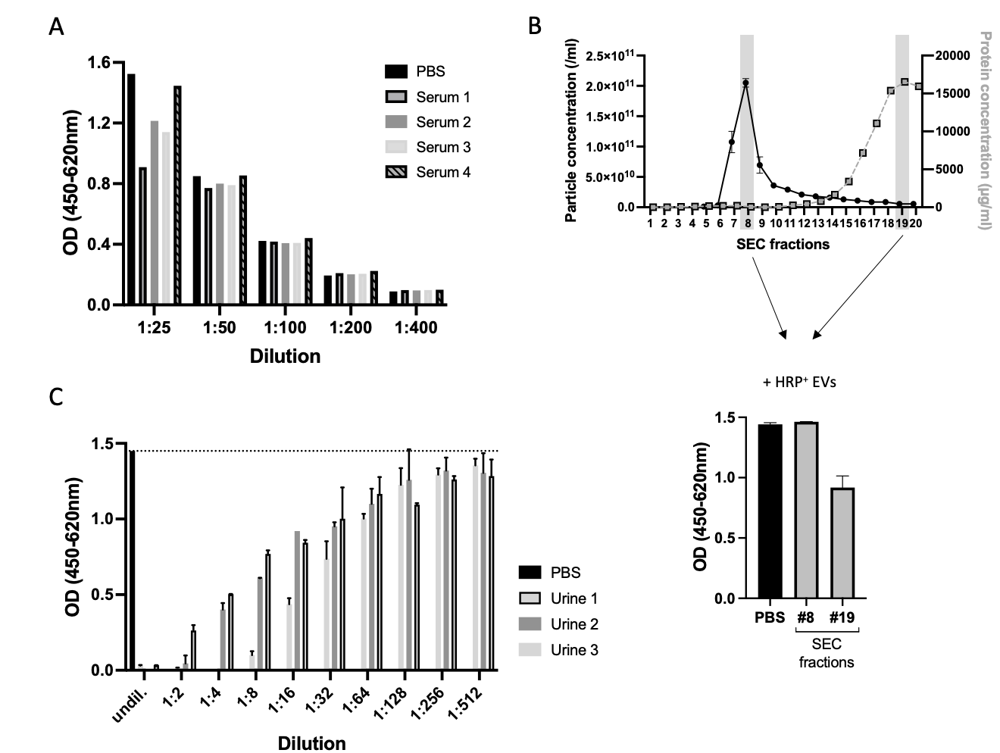 A
1.6
1.2
0.8
0.4
0.0
OD (450-620nm)
1:25 1:50 1:100 1:200 1:400
Dilution
PBS
Serum 1
Serum 2
Serum 3
Serum 4
B
Particle concentration (/ml)
2.5×10¹¹
2.0×10¹¹
1.5×10¹¹
1.0×10¹¹
5.0×10¹⁰
0.0
20000
15000
10000
5000
0
Protein concentration (µg/ml)
1 2 3 4 5 6 7 8 9 10 11 12 13 14 15 16 17 18 19 20
SEC fractions
+ HRP⁺ EVs
1.5
1.0
0.5
0.0
OD (450-620nm)
PBS #8 #19
SEC
fractions
C
1.5
1.0
0.5
0.0
OD (450-620nm)
undil. 1:2 1:4 1:8 1:16 1:32 1:64 1:128 1:256 1:512
Dilution
PBS
Urine 1
Urine 2
Urine 3